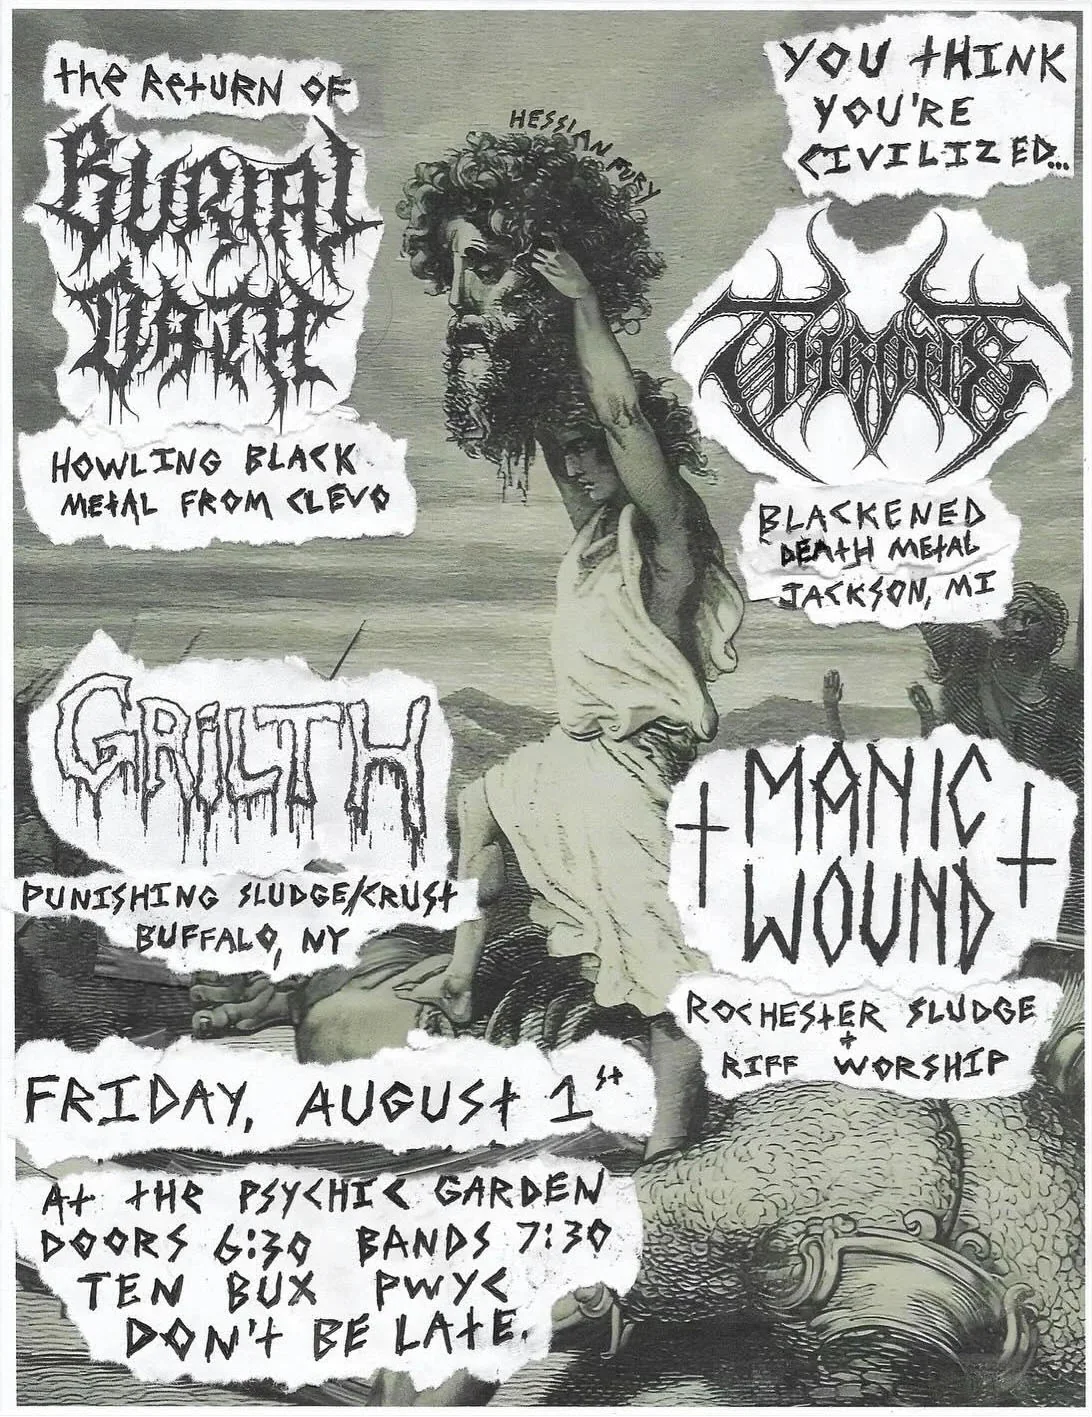 the RetURN OF
BURIAL
OATH
HOWLING BLACK
MetAL FROM CLEVO
HESSIAN FURY
YOU tHINK
YOU'RE
CIVILIZED...
THRONE
BLACKENED
DEAtH MetAL
JACKSON, MI
GRILTH
PUNISHING SLUDGE/CRUSt
BUFFALO, NY
MANIC
WOUND
ROCHEStER SLUDGE
+
RIFF WORSHIP
FRIDAY, AUGUSt 1st
At tHe PSYCHIC GARDEN
DOORS 6:30 BANDS 7:30
TEN BUX PWYC
DON't BE LAtE.